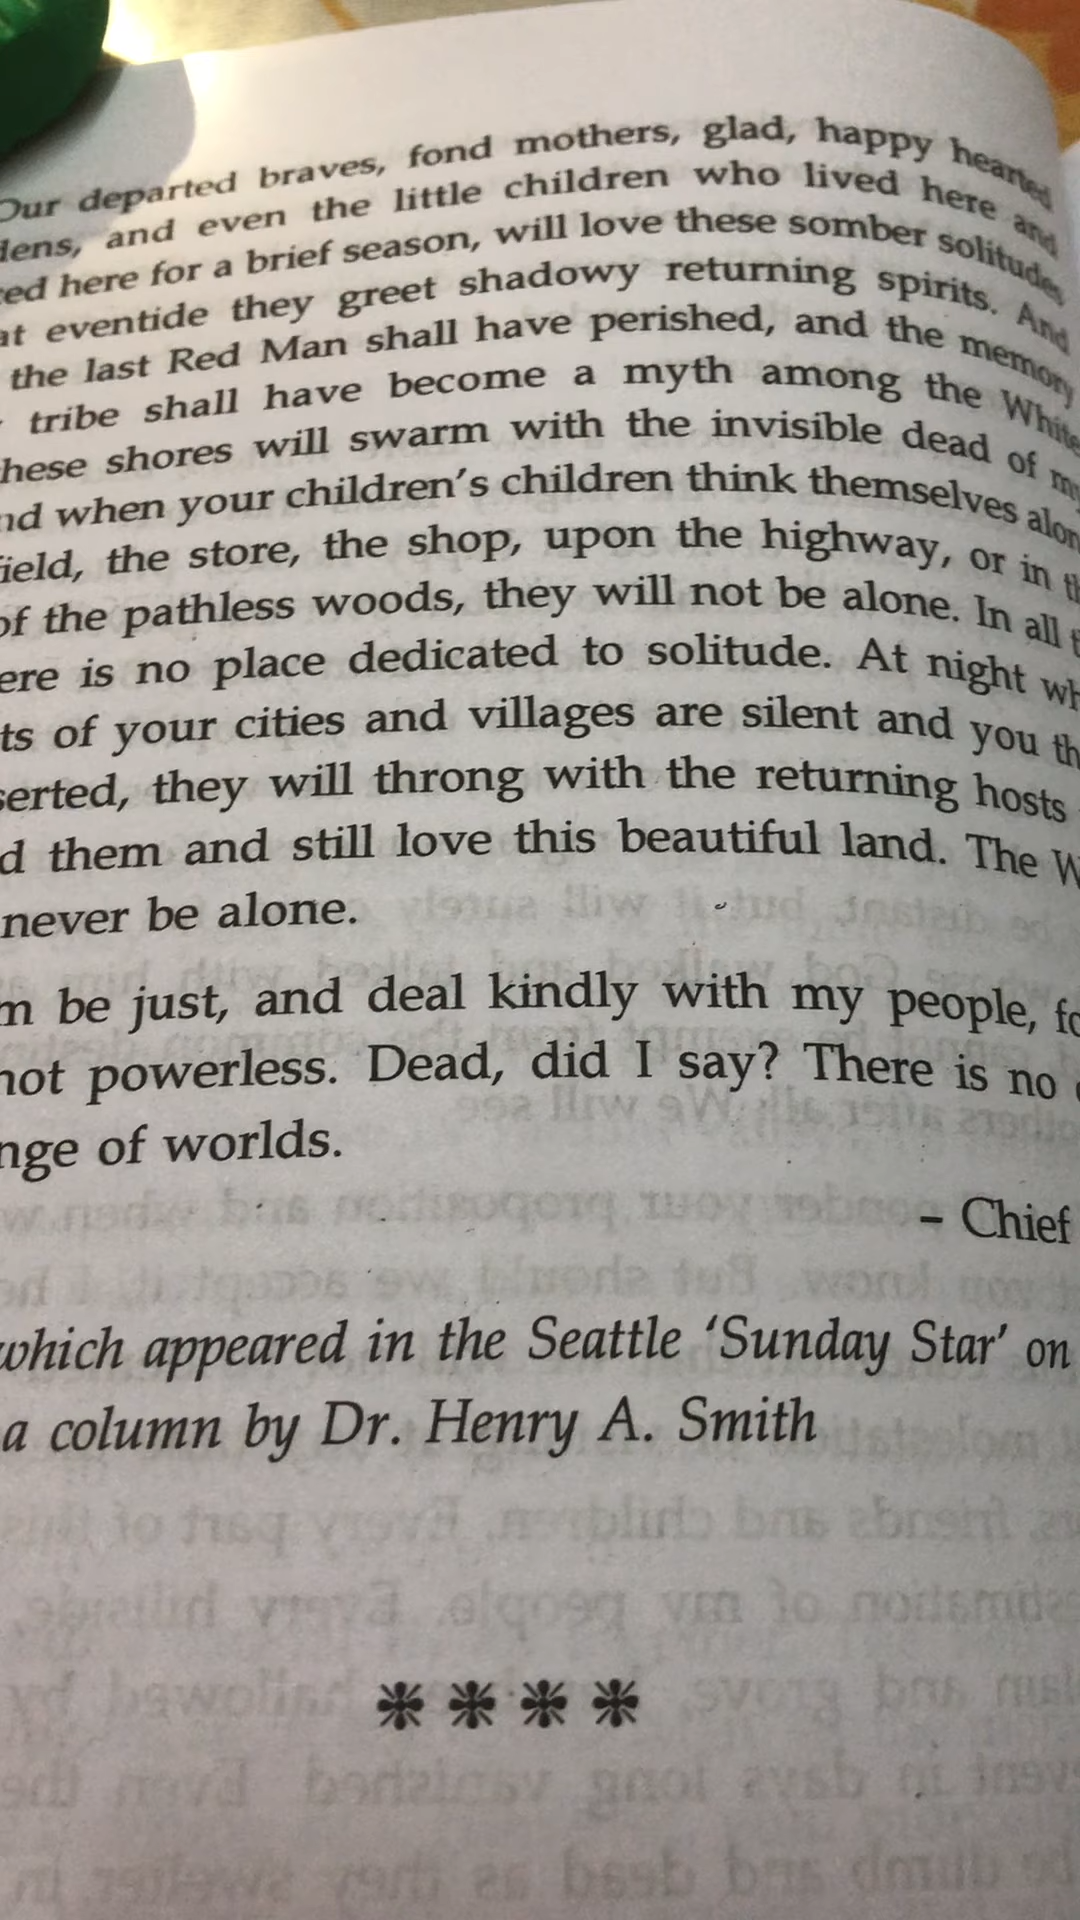 Our departed braves, fond mothers, glad, happy hearted
dens, and even the little children who lived here and
ced here for a brief season, will love these somber solitudes
at eventide they greet shadowy returning spirits. And
the last Red Man shall have perished, and the memory
tribe shall have become a myth among the White
hese shores will swarm with the invisible dead of my
nd when your children's children think themselves alon
ield, the store, the shop, upon the highway, or in th
of the pathless woods, they will not be alone. In all t
ere is no place dedicated to solitude. At night wh
ts of your cities and villages are silent and you th
serted, they will throng with the returning hosts
d them and still love this beautiful land. The W
never be alone.
m be just, and deal kindly with my people, fo
not powerless. Dead, did I say? There is no
nge of worlds.
– Chief
which appeared in the Seattle 'Sunday Star' on
a column by Dr. Henry A. Smith